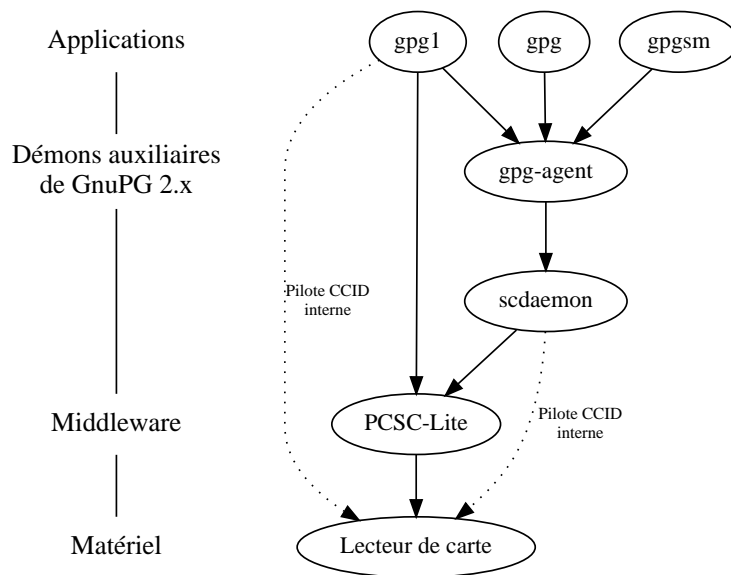 Applications
gpg1
gpg
gpgsm
Démons auxiliaires
de GnuPG 2.x
gpg-agent
Pilote CCID
interne
scdaemon
Middleware
PCSC-Lite
Pilote CCID
interne
Matériel
Lecteur de carte